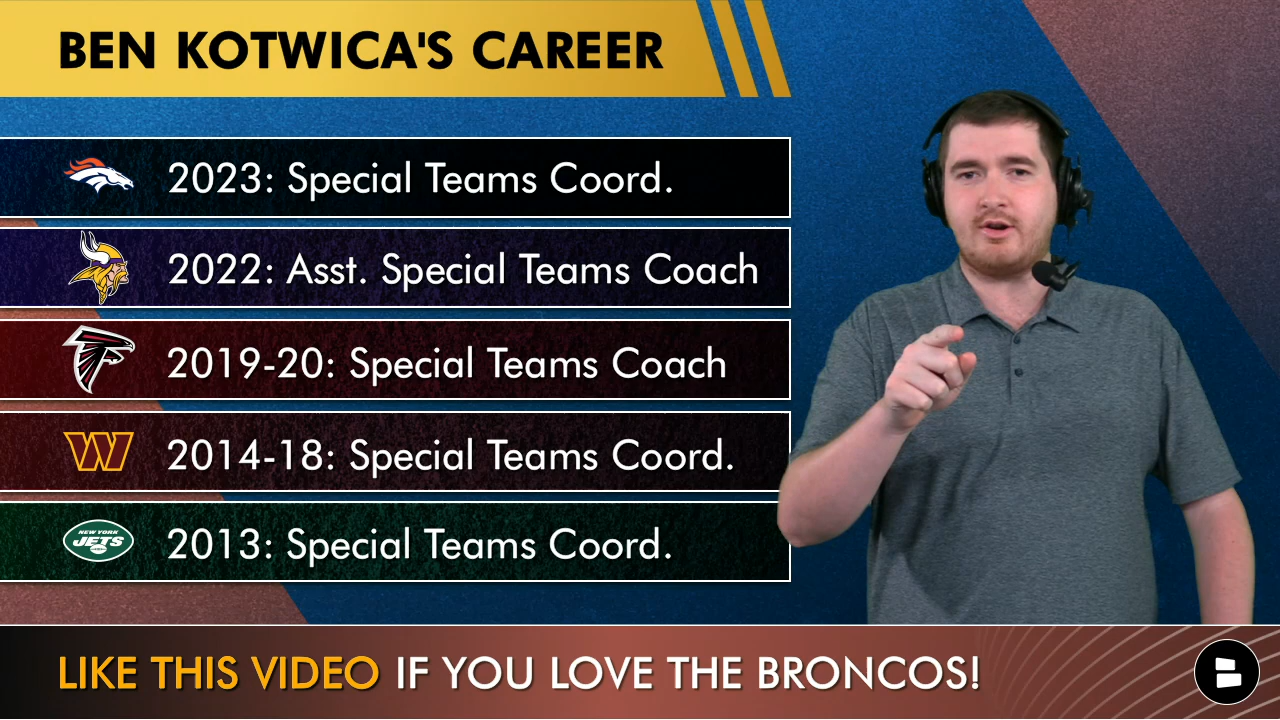 BEN KOTWICA'S CAREER
2023: Special Teams Coord.
2022: Asst. Special Teams Coach
2019-20: Special Teams Coach
2014-18: Special Teams Coord.
NEW YORK
JETS
2013: Special Teams Coord.
LIKE THIS VIDEO IF YOU LOVE THE BRONCOS!